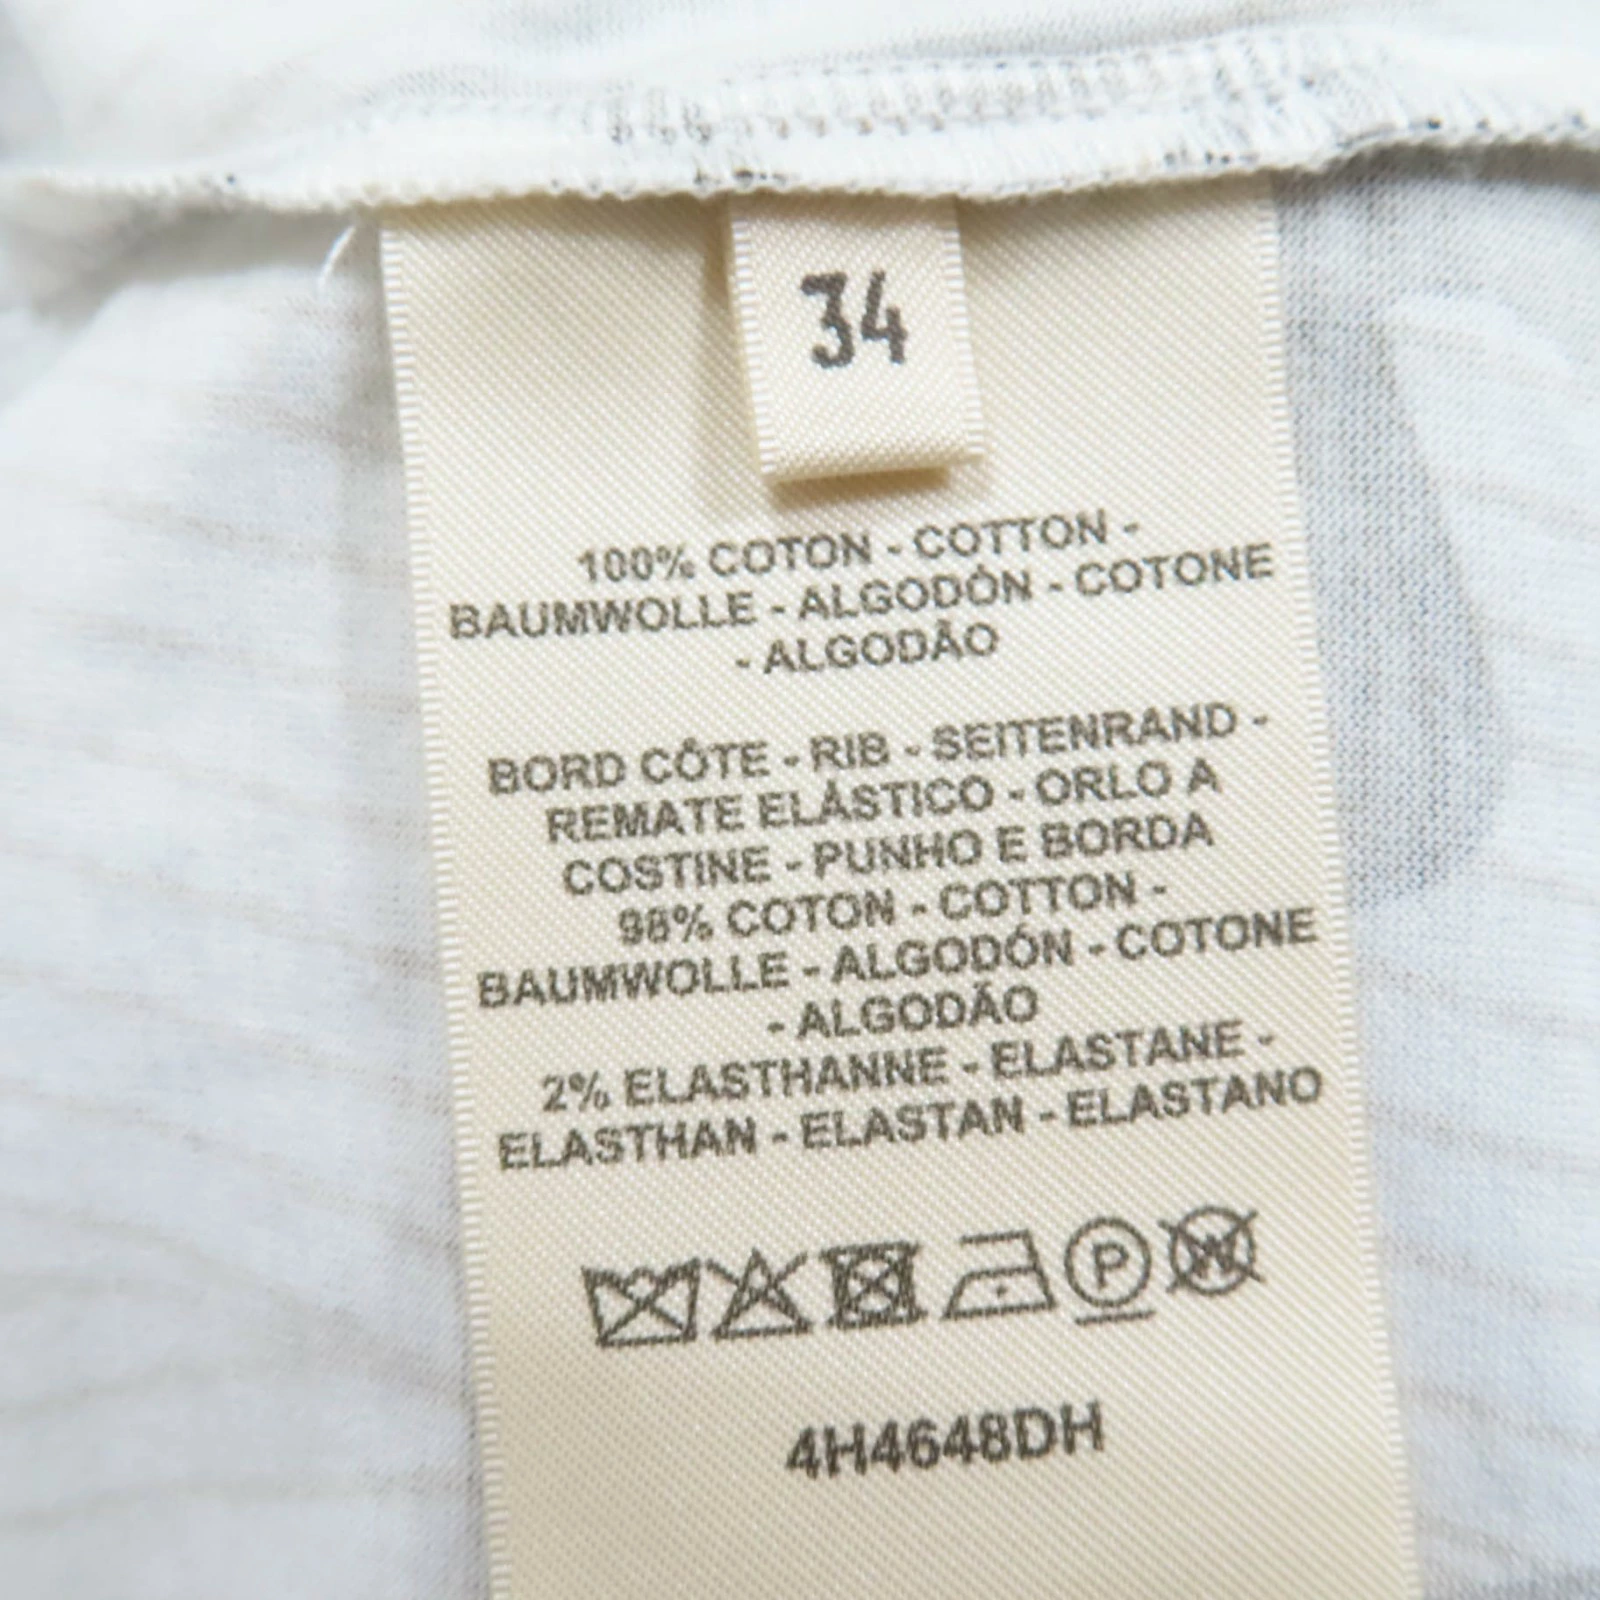 34
100% COTON - COTTON -
BAUMWOLLE - ALGODÓN - COTONE
- ALGODÃO
BORD CÔTE - RIB - SEITENRAND -
REMATE ELÁSTICO - ORLO A
COSTINE - PUNHO E BORDA
98% COTON - COTTON -
BAUMWOLLE - ALGODÓN - COTONE
- ALGODÃO
2% ELASTHANNE - ELASTANE -
ELASTHAN - ELASTAN - ELASTANO
P W
4H4648DH